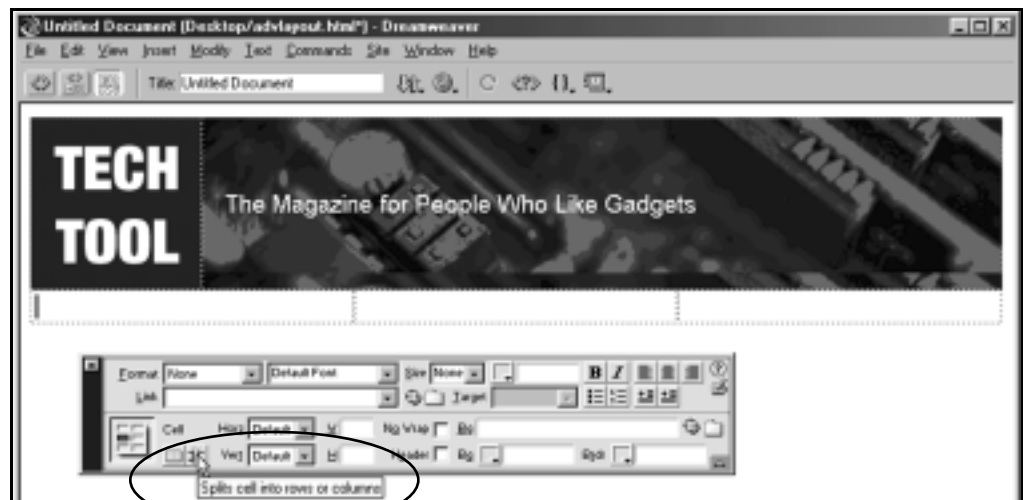 Untitled Document (Desktop/advlayout.html*) - Dreamweaver
File Edit View Insert Modify Text Commands Site Window Help
Title: Untitled Document
TECH
TOOL
The Magazine for People Who Like Gadgets
Format None Default Font Size None B I
Link Target
Cell Horz Default W No Wrap Bg
Vert Default H Header Bg Brdr
Splits cell into rows or columns